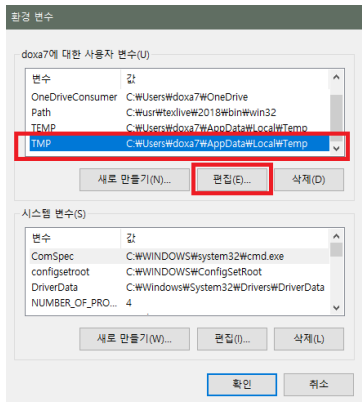 환경 변수
doxa7에 대한 사용자 변수(U)
변수 값
OneDriveConsumer C:₩Users₩doxa7₩OneDrive
Path C:₩usr₩texlive₩2018₩bin₩win32
TEMP C:₩Users₩doxa7₩AppData₩Local₩Temp
TMP C:₩Users₩doxa7₩AppData₩Local₩Temp
새로 만들기(N)... 편집(E)... 삭제(D)
시스템 변수(S)
변수 값
ComSpec C:₩WINDOWS₩system32₩cmd.exe
configsetroot C:₩WINDOWS₩ConfigSetRoot
DriverData C:₩Windows₩System32₩Drivers₩DriverData
NUMBER_OF_PRO... 4
새로 만들기(W)... 편집(I)... 삭제(L)
확인 취소